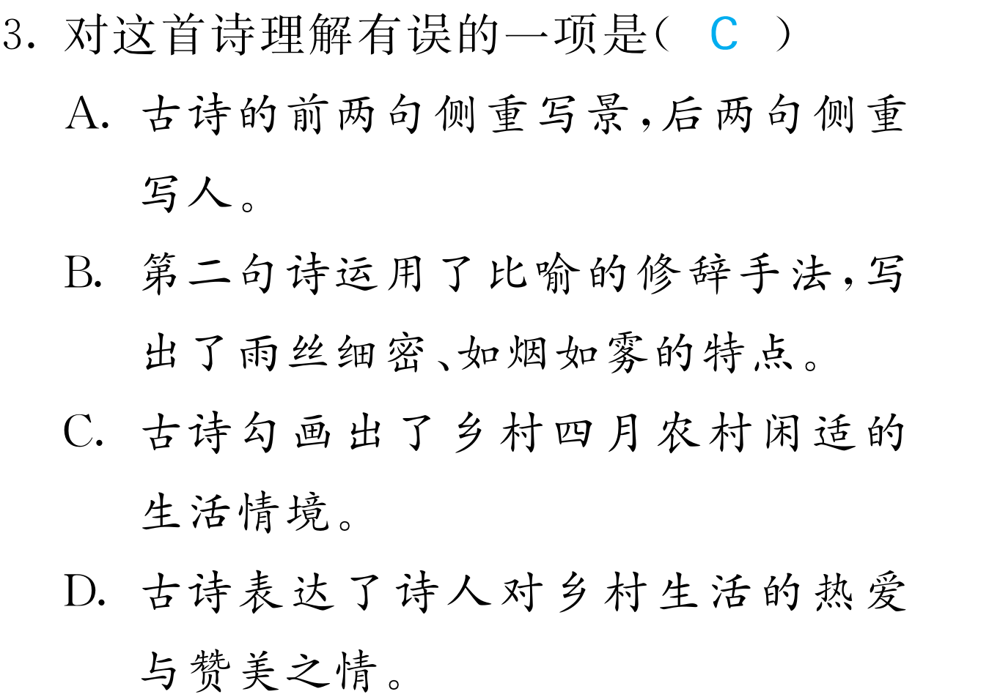 3. 对这首诗理解有误的一项是( C )
A. 古诗的前两句侧重写景,后两句侧重
写人。
B. 第二句诗运用了比喻的修辞手法,写
出了雨丝细密、如烟如雾的特点。
C. 古诗勾画出了乡村四月农村闲适的
生活情境。
D. 古诗表达了诗人对乡村生活的热爱
与赞美之情。